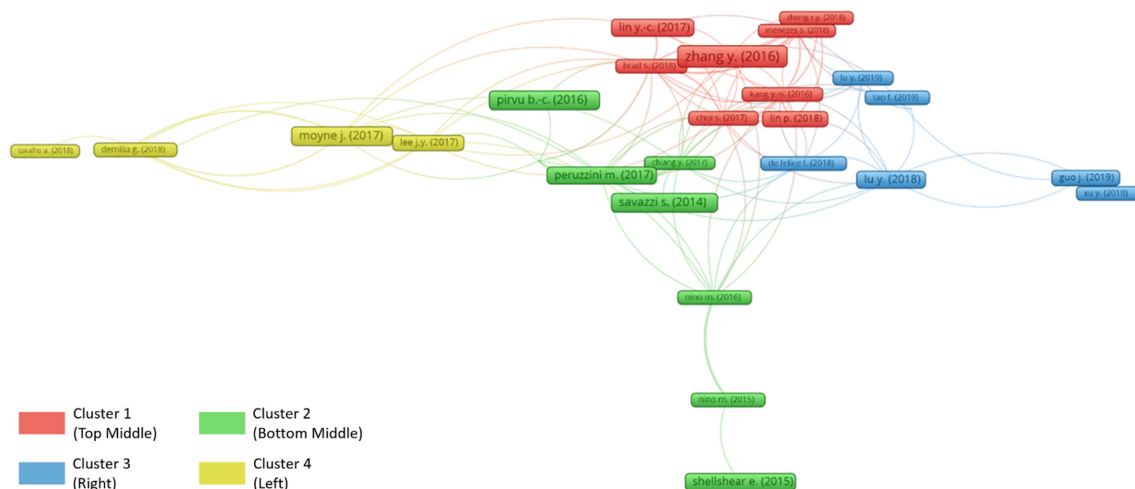 zhong r.y. (2018)
lin y.-c. (2017)
menezes s. (2018)
zhang y. (2016)
brad s. (2018)
lu y. (2019)
kang y.-s. (2016)
tao f. (2019)
pirvu b.-c. (2016)
choi s. (2017)
lin p. (2018)
moyne j. (2017)
lee j.y. (2017)
demilia g. (2018)
tarallo a. (2018)
chiang y. (2017)
de felice f. (2018)
peruzzini m. (2017)
lu y. (2018)
guo j. (2019)
xu y. (2019)
savazzi s. (2014)
nino m. (2016)
nino m. (2015)
shellshear e. (2015)
Cluster 1
(Top Middle)
Cluster 2
(Bottom Middle)
Cluster 3
(Right)
Cluster 4
(Left)